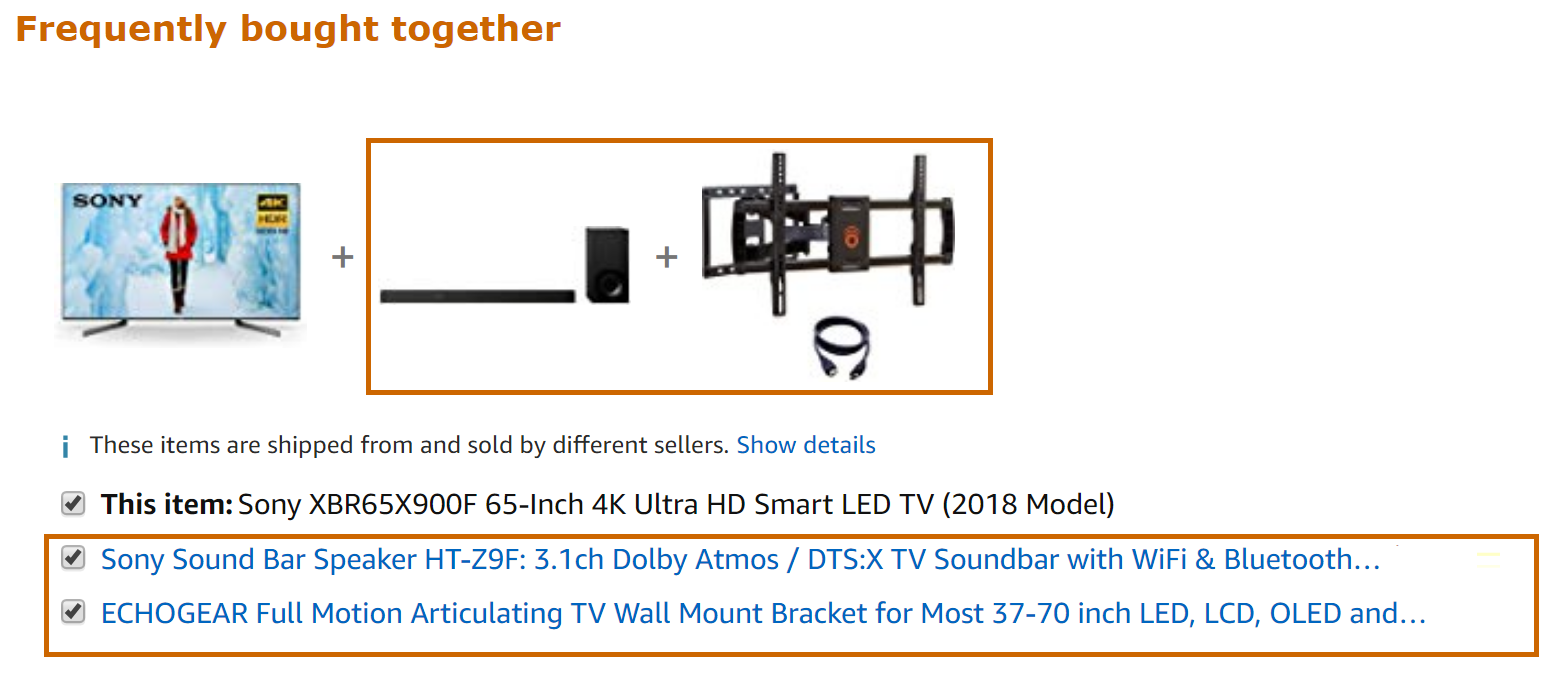 Frequently bought together
SONY
4K
HDR
+
+
These items are shipped from and sold by different sellers. Show details
This item: Sony XBR65X900F 65-Inch 4K Ultra HD Smart LED TV (2018 Model)
Sony Sound Bar Speaker HT-Z9F: 3.1ch Dolby Atmos / DTS:X TV Soundbar with WiFi & Bluetooth…
ECHOGEAR Full Motion Articulating TV Wall Mount Bracket for Most 37-70 inch LED, LCD, OLED and…